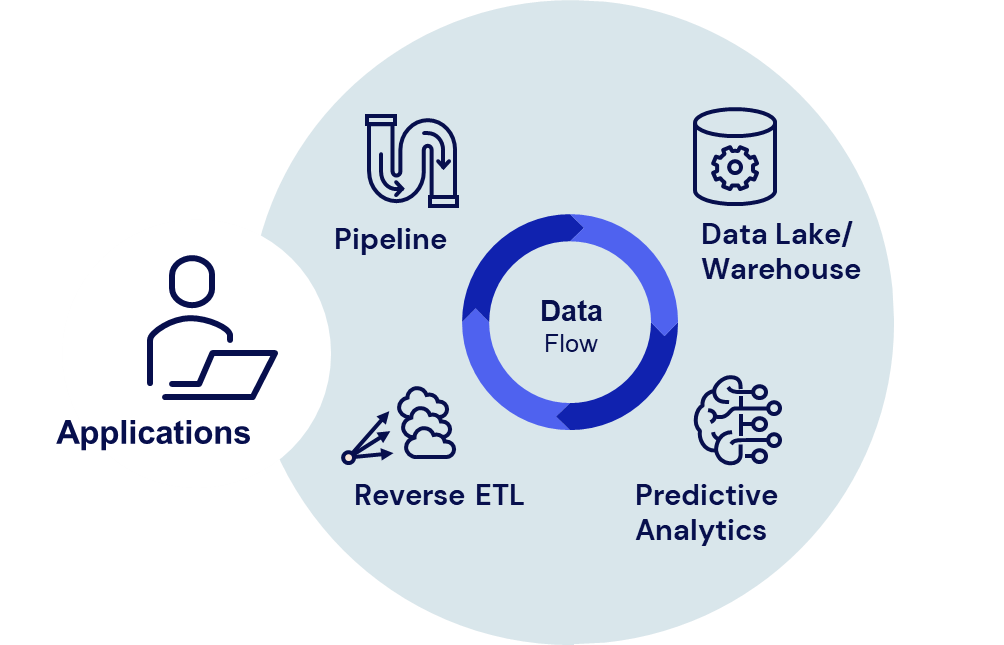 Pipeline
Data Lake/
Warehouse
Data
Flow
Applications
Reverse ETL
Predictive
Analytics